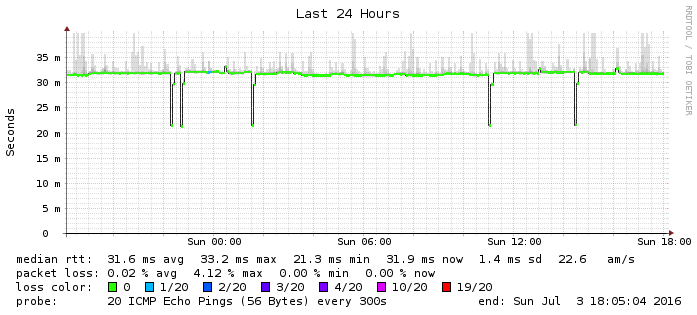 Last 24 Hours
RRDTOOL / TOBI OETIKER
Seconds
35 m
30 m
25 m
20 m
15 m
10 m
5 m
0
Sun 00:00 Sun 06:00 Sun 12:00 Sun 18:00
median rtt: 31.6 ms avg 33.2 ms max 21.3 ms min 31.9 ms now 1.4 ms sd 22.6 am/s
packet loss: 0.02 % avg 4.12 % max 0.00 % min 0.00 % now
loss color: 0 1/20 2/20 3/20 4/20 10/20 19/20
probe: 20 ICMP Echo Pings (56 Bytes) every 300s end: Sun Jul 3 18:05:04 2016